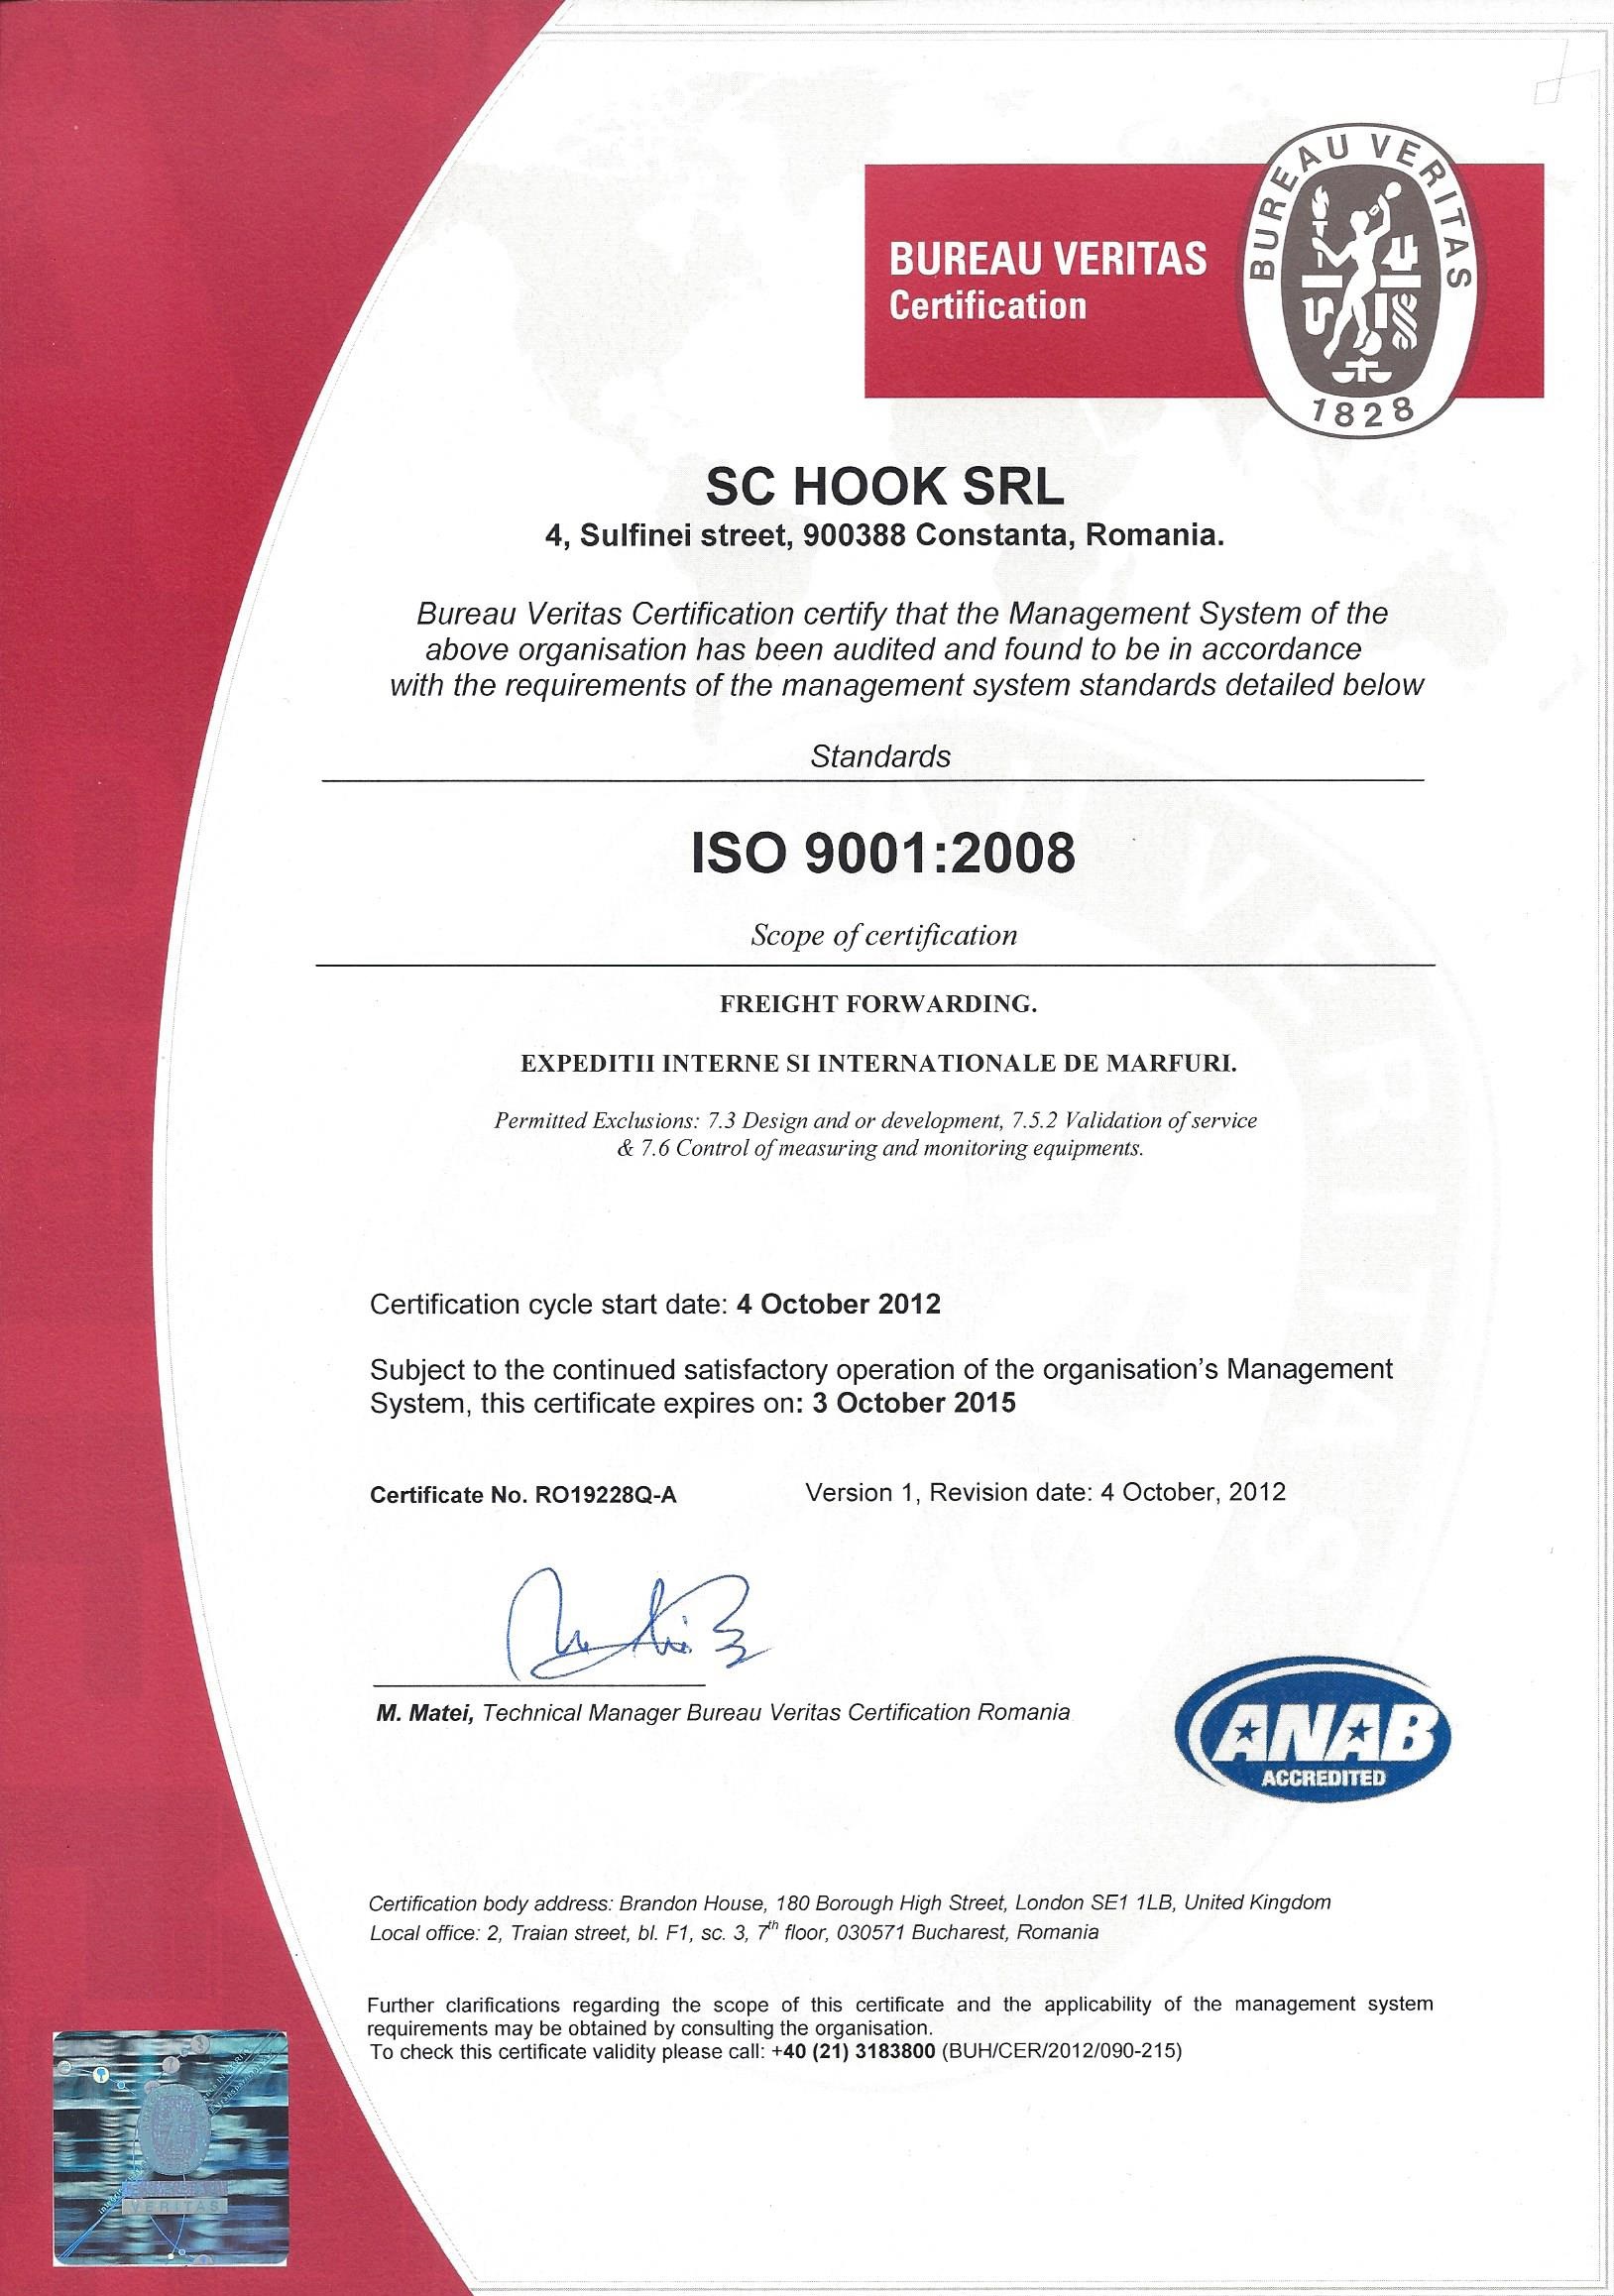 BUREAU VERITAS
Certification
BUREAU VERITAS
1828
SC HOOK SRL
4, Sulfinei street, 900388 Constanta, Romania.
Bureau Veritas Certification certify that the Management System of the
above organisation has been audited and found to be in accordance
with the requirements of the management system standards detailed below
Standards
ISO 9001:2008
Scope of certification
FREIGHT FORWARDING.
EXPEDITII INTERNE SI INTERNATIONALE DE MARFURI.
Permitted Exclusions: 7.3 Design and or development, 7.5.2 Validation of service
& 7.6 Control of measuring and monitoring equipments.
Certification cycle start date: 4 October 2012
Subject to the continued satisfactory operation of the organisation's Management
System, this certificate expires on: 3 October 2015
Certificate No. RO19228Q-A Version 1, Revision date: 4 October, 2012
M. Matei, Technical Manager Bureau Veritas Certification Romania
ANAB
ACCREDITED
Certification body address: Brandon House, 180 Borough High Street, London SE1 1LB, United Kingdom
Local office: 2, Traian street, bl. F1, sc. 3, 7th floor, 030571 Bucharest, Romania
Further clarifications regarding the scope of this certificate and the applicability of the management system
requirements may be obtained by consulting the organisation.
To check this certificate validity please call: +40 (21) 3183800 (BUH/CER/2012/090-215)
VERITAS